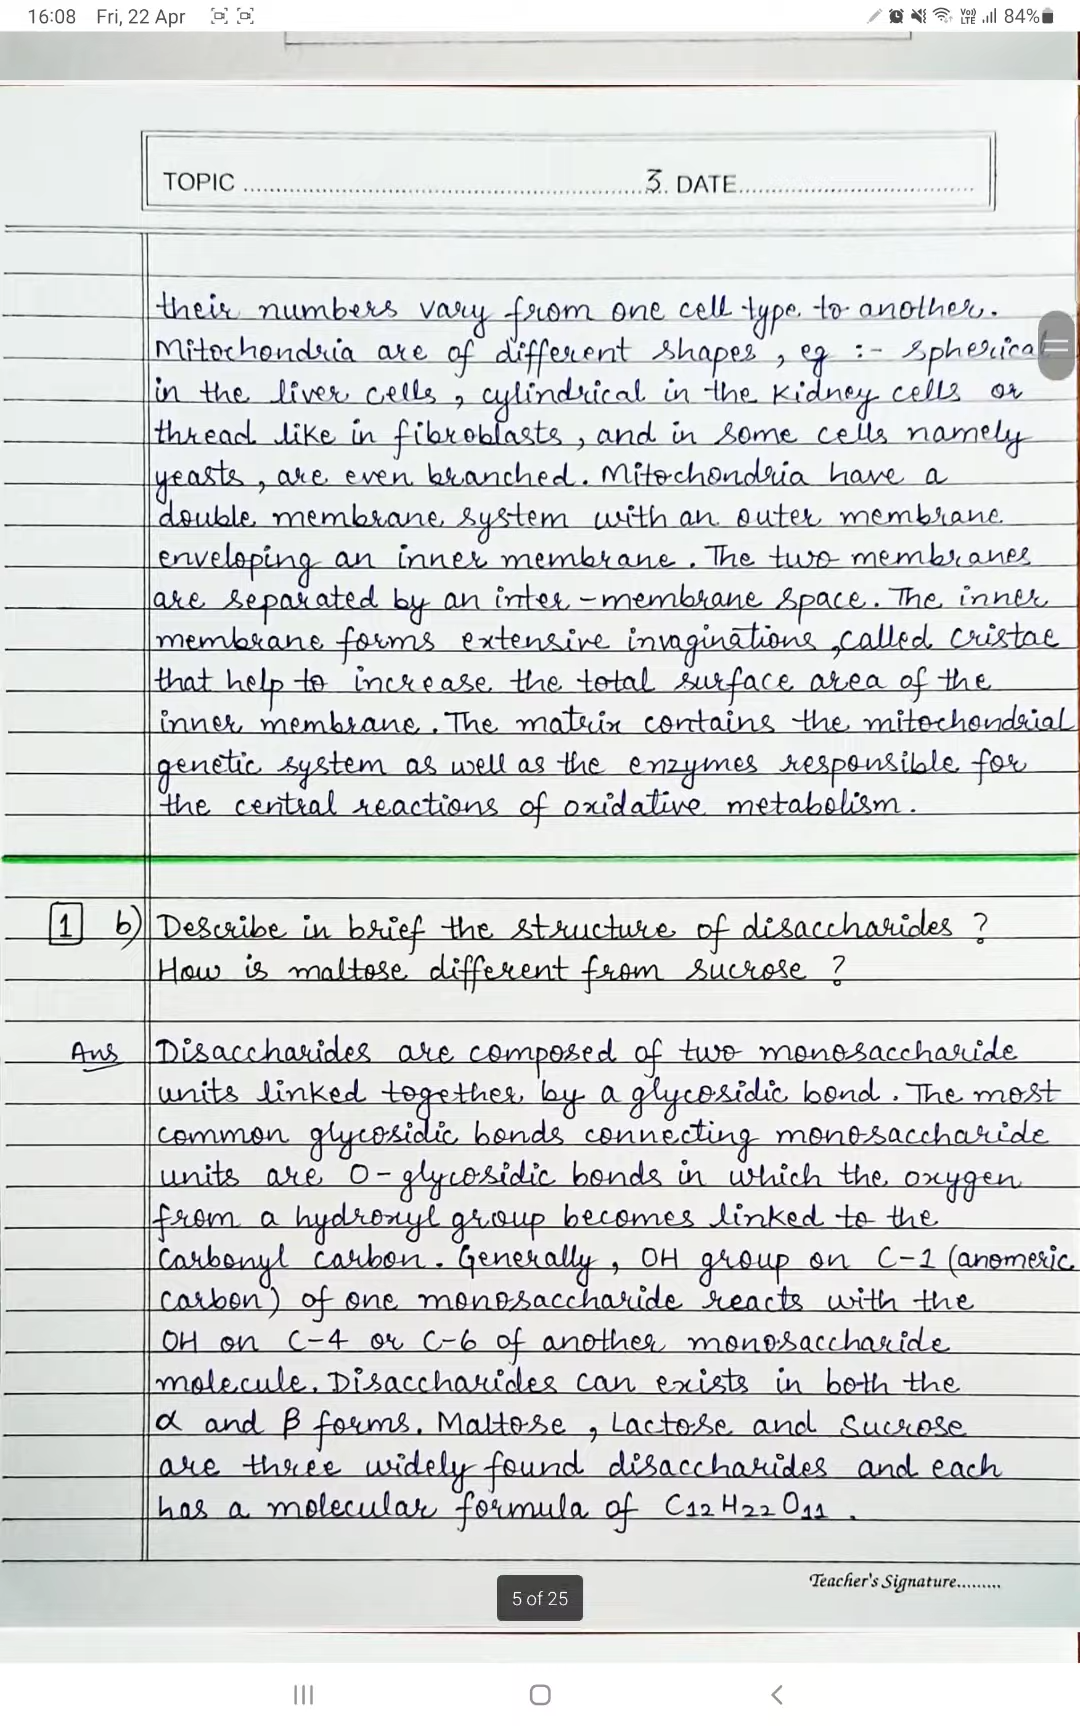 16:08 Fri, 22 Apr 84%
TOPIC 3. DATE
their numbers vary from one cell type to another.
Mitochondria are of different shapes, eg :- spherical
in the liver cells, cylindrical in the kidney cells or
thread like in fibroblasts, and in some cells namely
yeasts, are even branched. Mitochondria have a
double membrane system with an outer membrane
enveloping an inner membrane. The two membranes
are separated by an inter-membrane space. The inner
membrane forms extensive invaginations, called cristae
that help to increase the total surface area of the
inner membrane. The matrix contains the mitochondrial
genetic system as well as the enzymes responsible for
the central reactions of oxidative metabolism.
1 b) Describe in brief the structure of disaccharides ?
How is maltose different from sucrose ?
Ans Disaccharides are composed of two monosaccharide
units linked together by a glycosidic bond. The most
common glycosidic bonds connecting monosaccharide
units are O-glycosidic bonds in which the oxygen
from a hydroxyl group becomes linked to the
carbonyl carbon. Generally, OH group on C-1 (anomeric
carbon) of one monosaccharide reacts with the
OH on C-4 or C-6 of another monosaccharide
molecule. Disaccharides can exists in both the
α and β forms. Maltose, Lactose and Sucrose
are three widely found disaccharides and each
has a molecular formula of C12H22O11.
Teacher's Signature.........
5 of 25